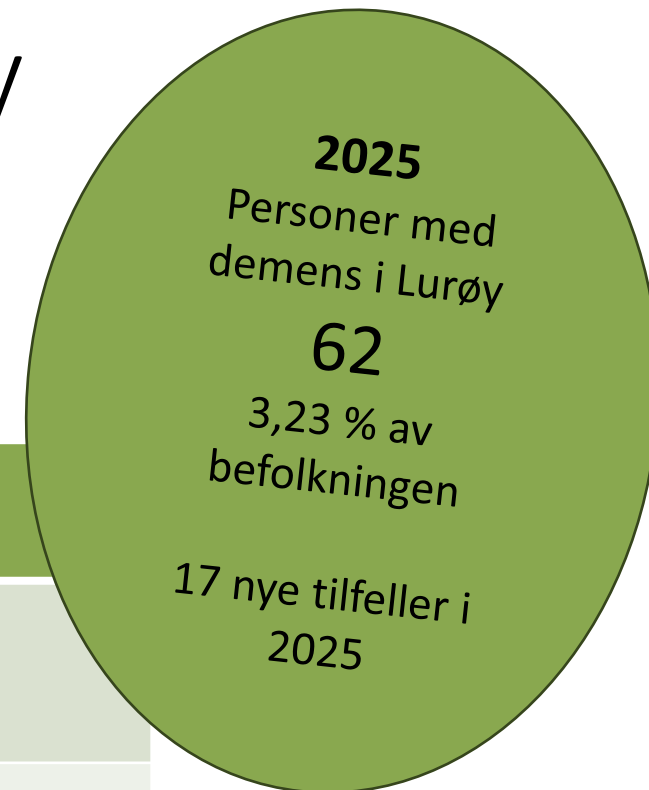 2025
Personer med
demens i Lurøy
62
3,23 % av
befolkningen
17 nye tilfeller i
2025